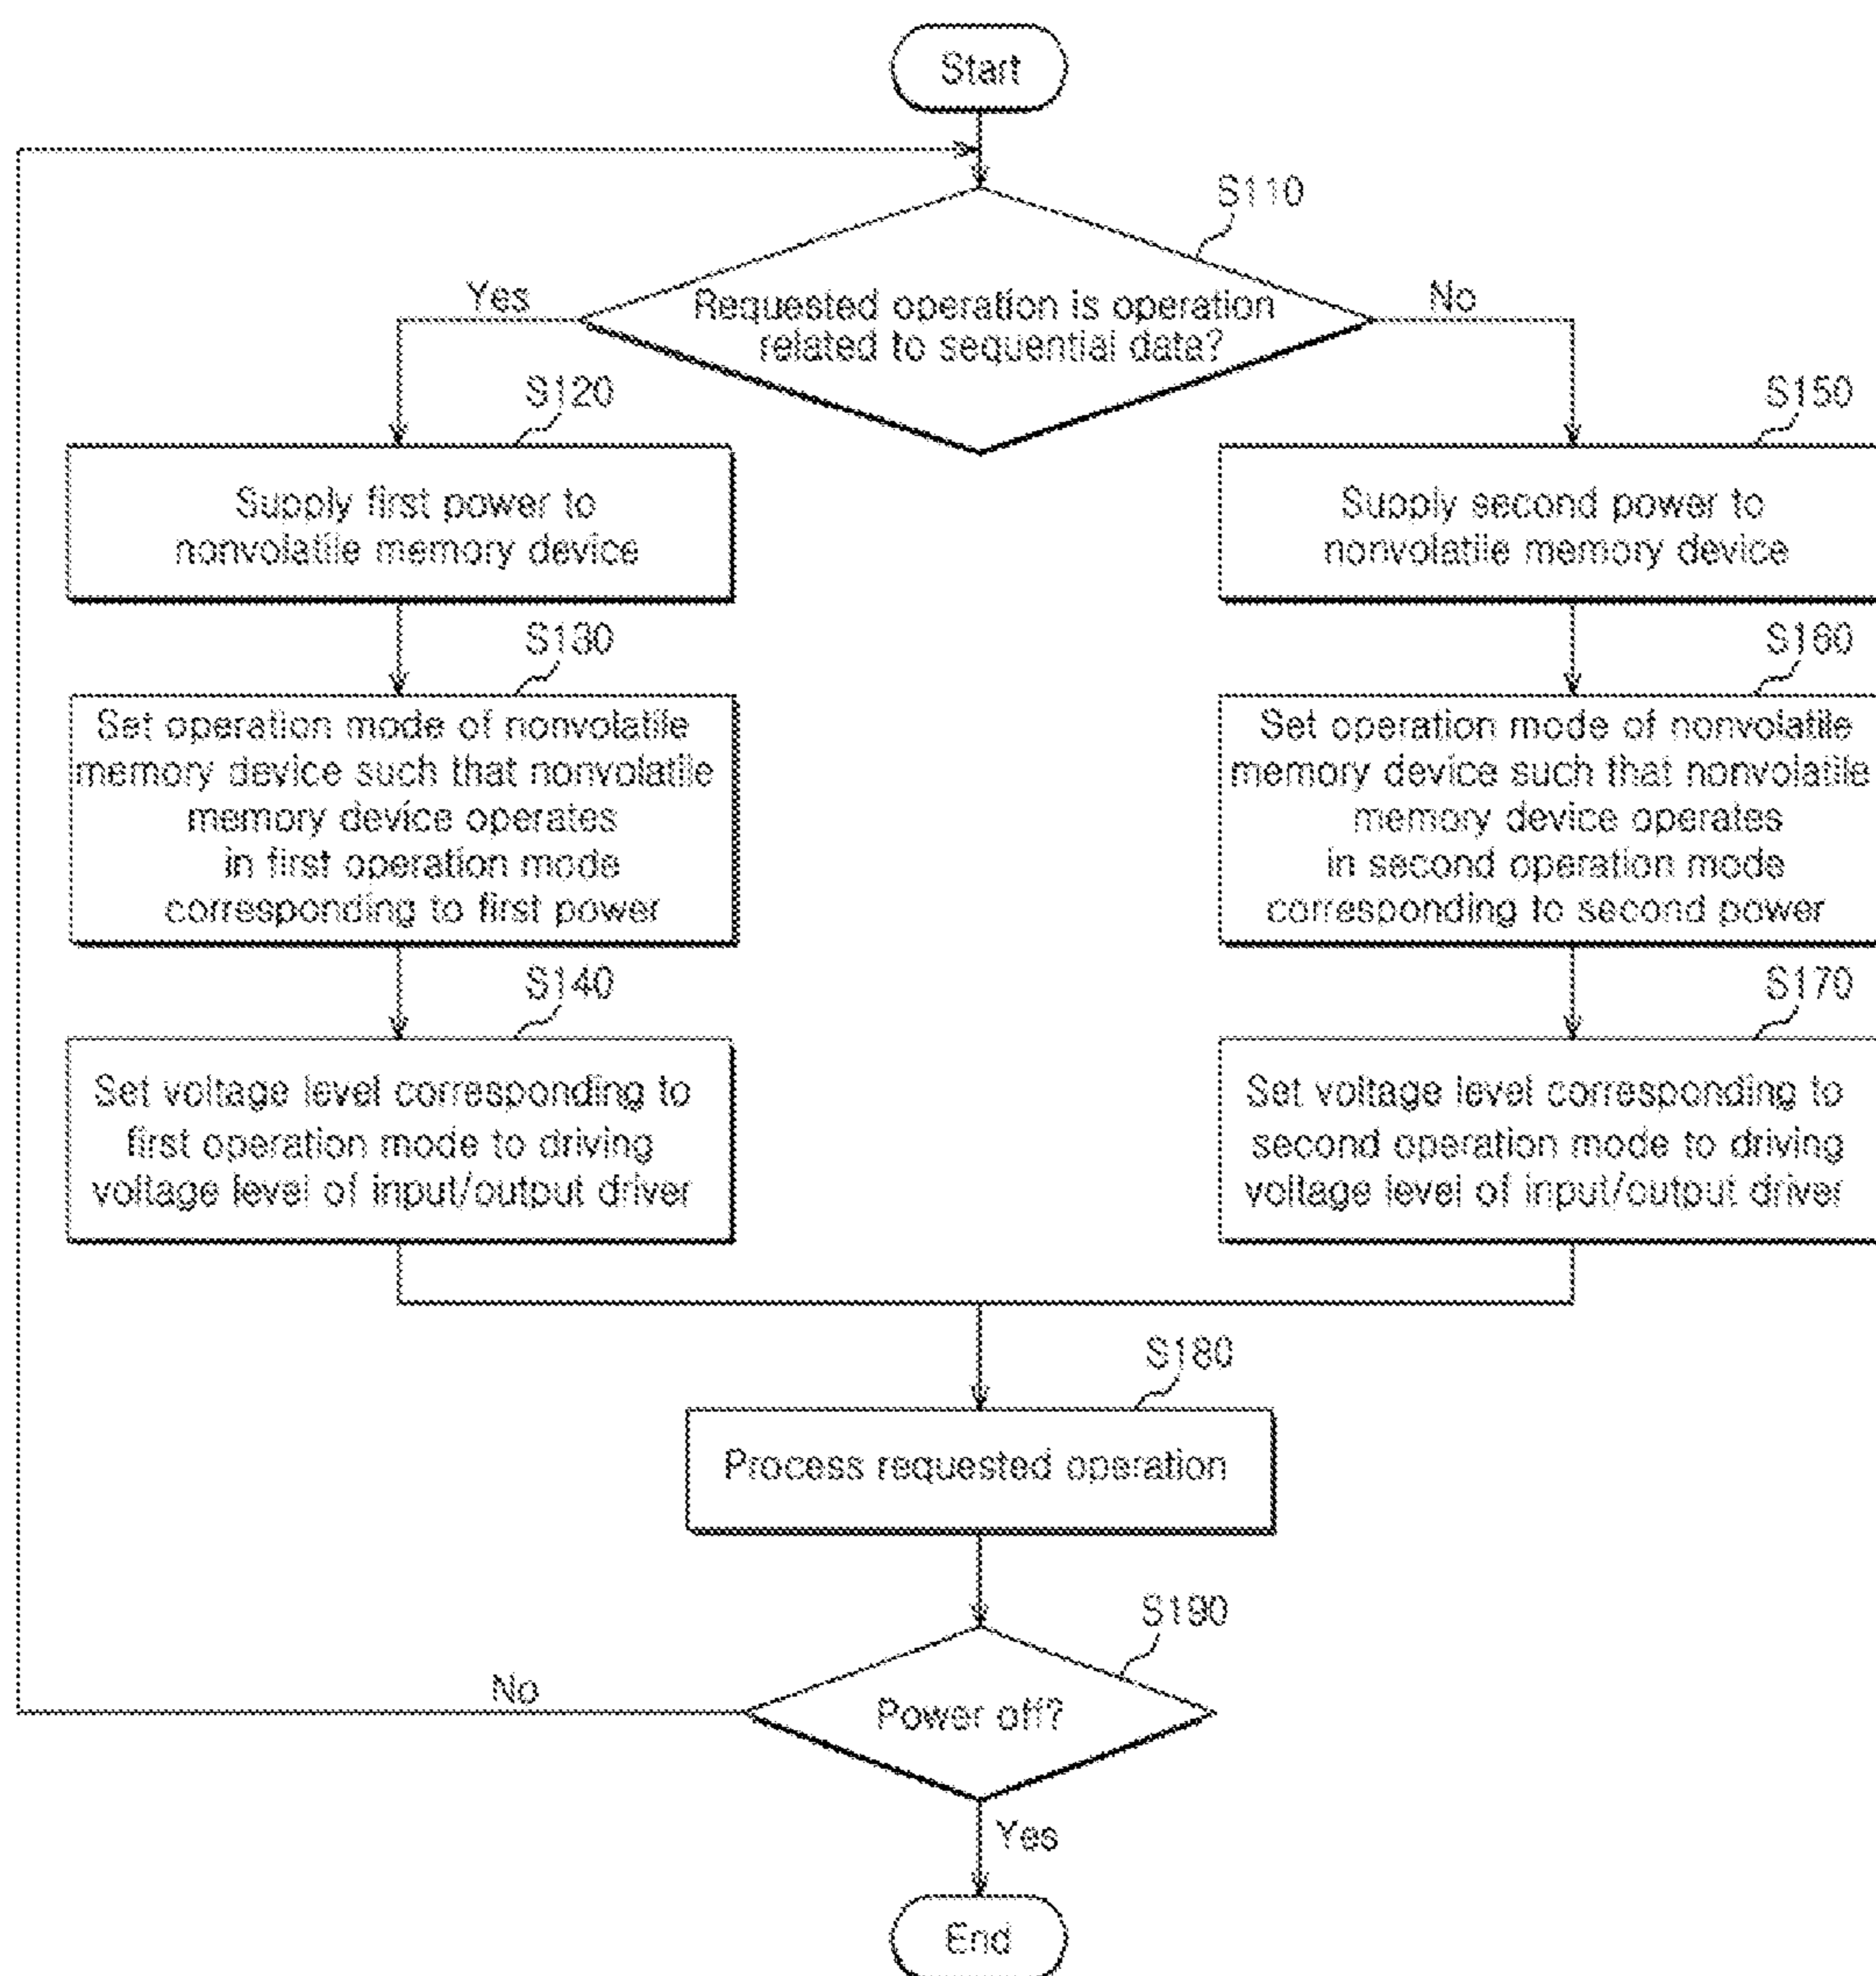 Start
S110
Requested operation is operation
related to sequential data?
Yes
No
S120
Supply first power to
nonvolatile memory device
S150
Supply second power to
nonvolatile memory device
S130
Set operation mode of nonvolatile
memory device such that nonvolatile
memory device operates
in first operation mode
corresponding to first power
S160
Set operation mode of nonvolatile
memory device such that nonvolatile
memory device operates
in second operation mode
corresponding to second power
S140
Set voltage level corresponding to
first operation mode to driving
voltage level of input/output driver
S170
Set voltage level corresponding to
second operation mode to driving
voltage level of input/output driver
S180
Process requested operation
S190
Power off?
No
Yes
End